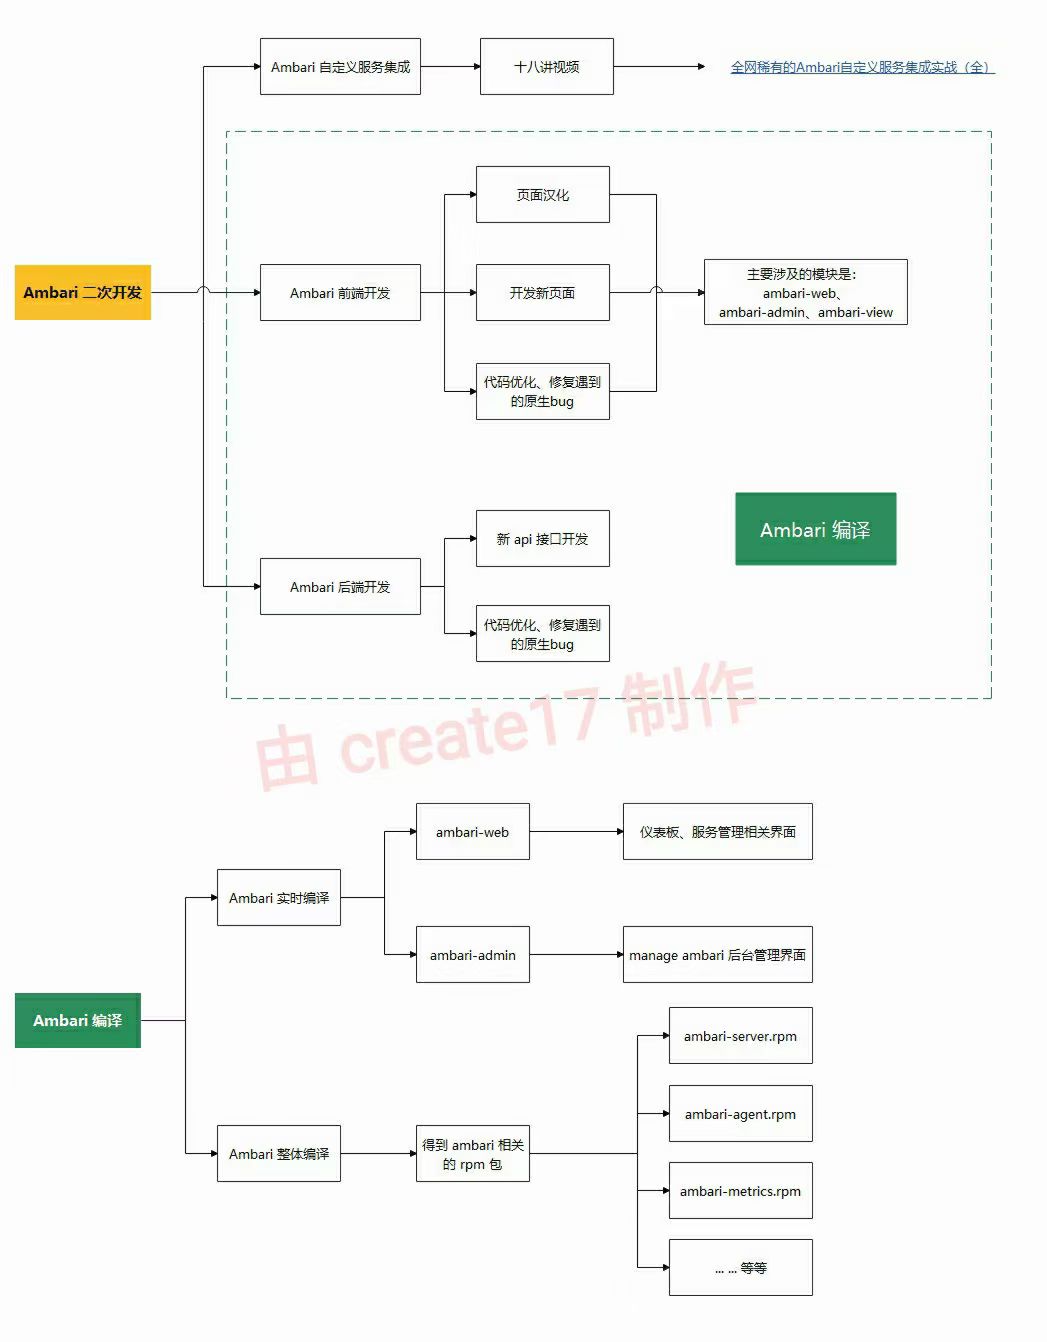 Ambari 自定义服务集成
十八讲视频
全网稀有的Ambari自定义服务集成实战（全）
页面汉化
Ambari 二次开发
Ambari 前端开发
开发新页面
主要涉及的模块是：
ambari-web、
ambari-admin、ambari-view
代码优化、修复遇到
的原生bug
Ambari 编译
新 api 接口开发
Ambari 后端开发
代码优化、修复遇到
的原生bug
由 create17 制作
ambari-web
仪表板、服务管理相关界面
Ambari 实时编译
ambari-admin
manage ambari 后台管理界面
Ambari 编译
ambari-server.rpm
ambari-agent.rpm
Ambari 整体编译
得到 ambari 相关
的 rpm 包
ambari-metrics.rpm
... ... 等等